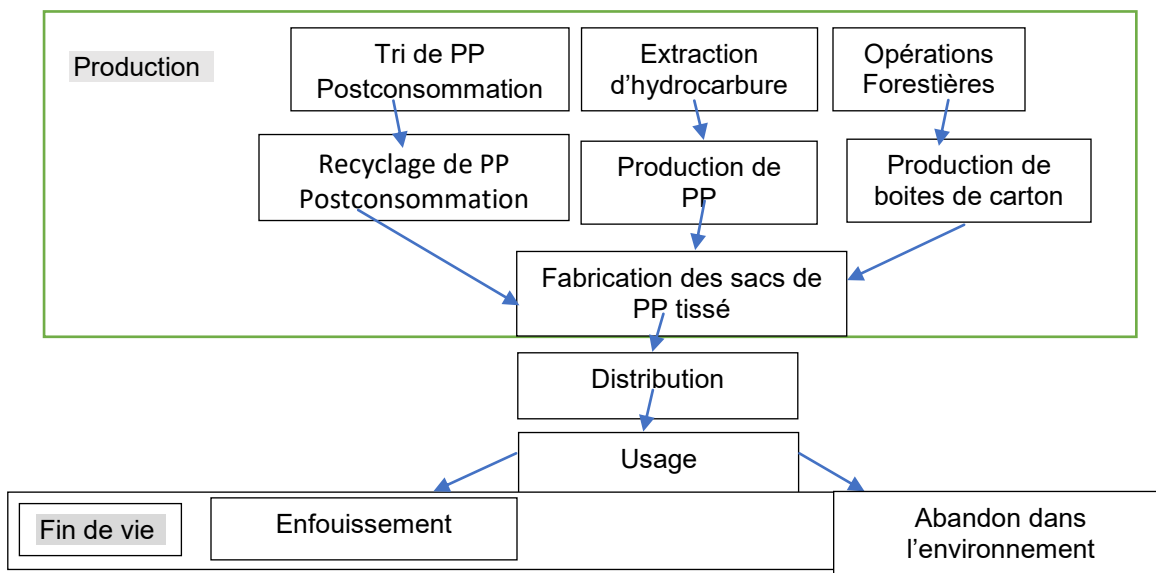 Production
Tri de PP
Postconsommation
Extraction
d’hydrocarbure
Opérations
Forestières
Recyclage de PP
Postconsommation
Production de
PP
Production de
boites de carton
Fabrication des sacs de
PP tissé
Distribution
Usage
Fin de vie
Enfouissement
Abandon dans
l’environnement